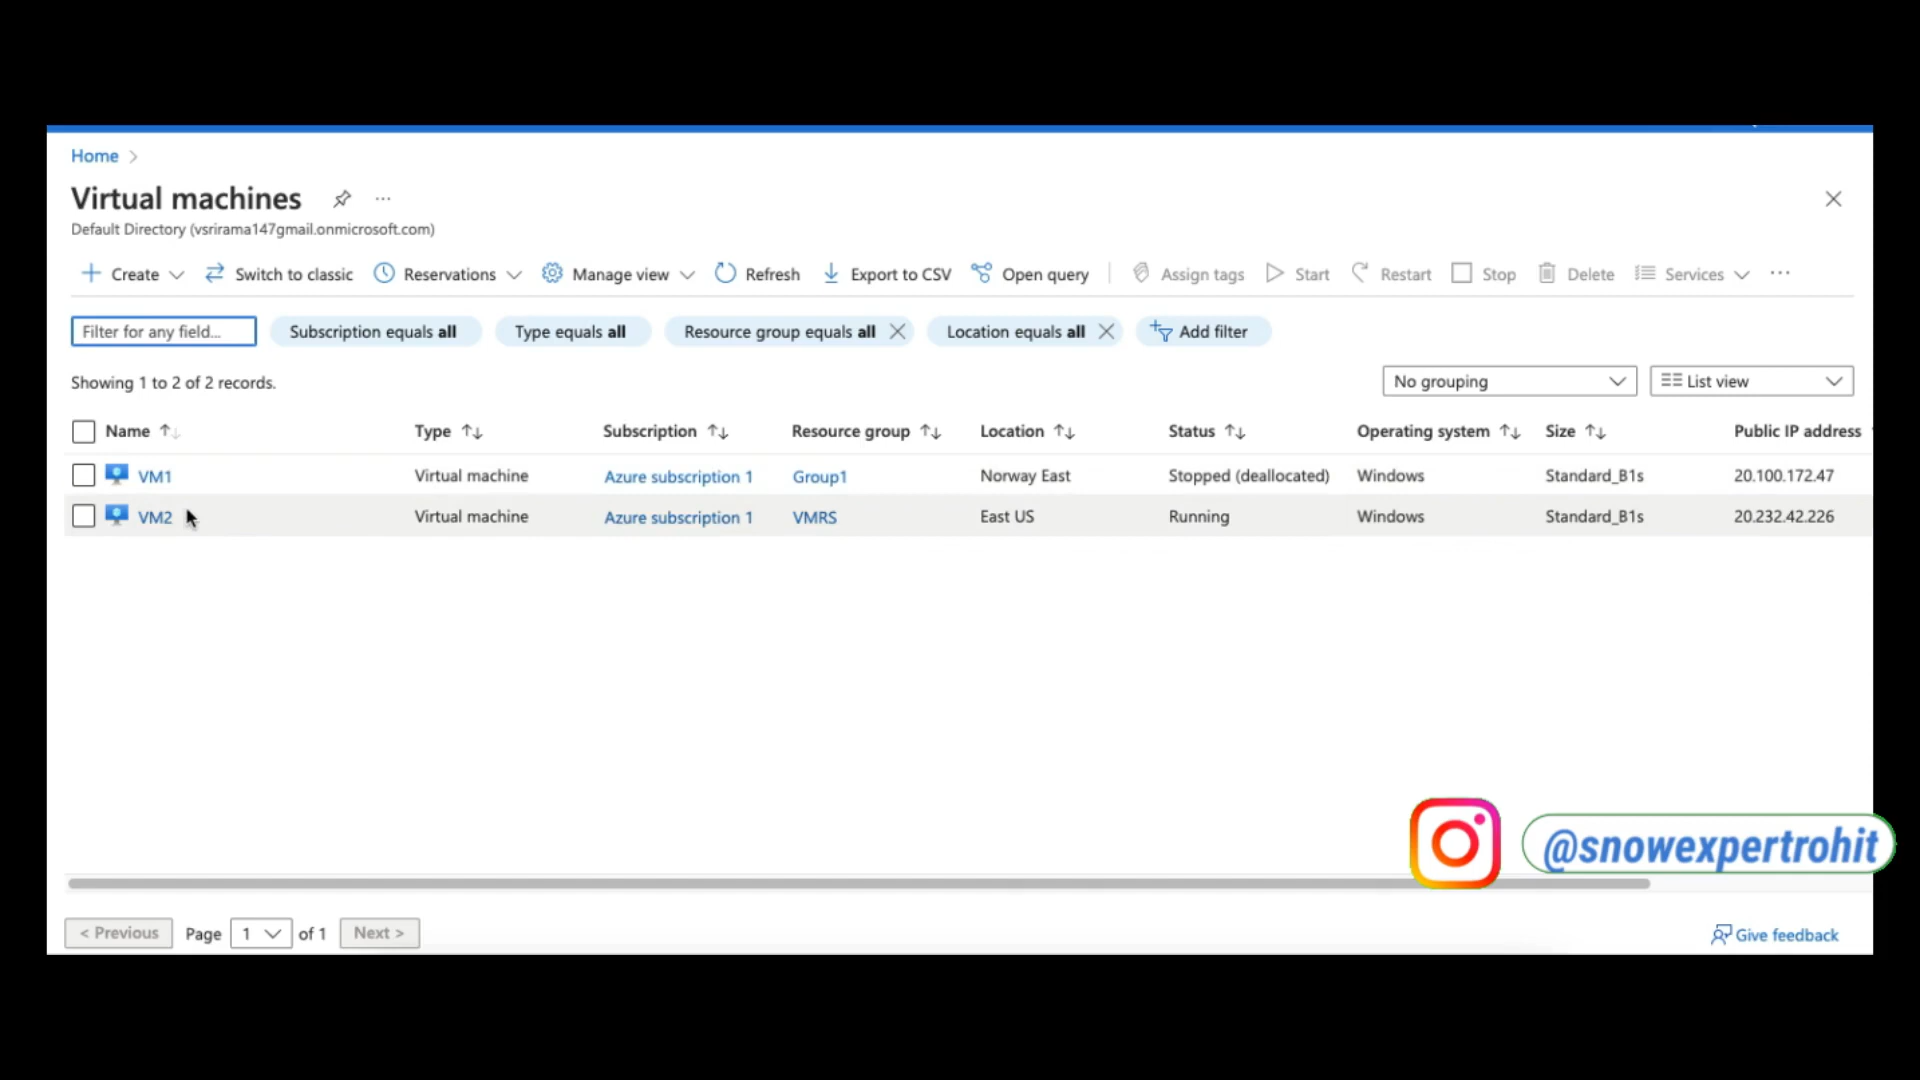 Home
Virtual machines
Default Directory (vsrirama147gmail.onmicrosoft.com)
Create Switch to classic Reservations Manage view Refresh Export to CSV Open query Assign tags Start Restart Stop Delete Services
Filter for any field... Subscription equals all Type equals all Resource group equals all Location equals all Add filter
Showing 1 to 2 of 2 records. No grouping List view
Name Type Subscription Resource group Location Status Operating system Size Public IP address
VM1 Virtual machine Azure subscription 1 Group1 Norway East Stopped (deallocated) Windows Standard_B1s 20.100.172.47
VM2 Virtual machine Azure subscription 1 VMRS East US Running Windows Standard_B1s 20.232.42.226
@snowexpertrohit
< Previous Page 1 of 1 Next > Give feedback